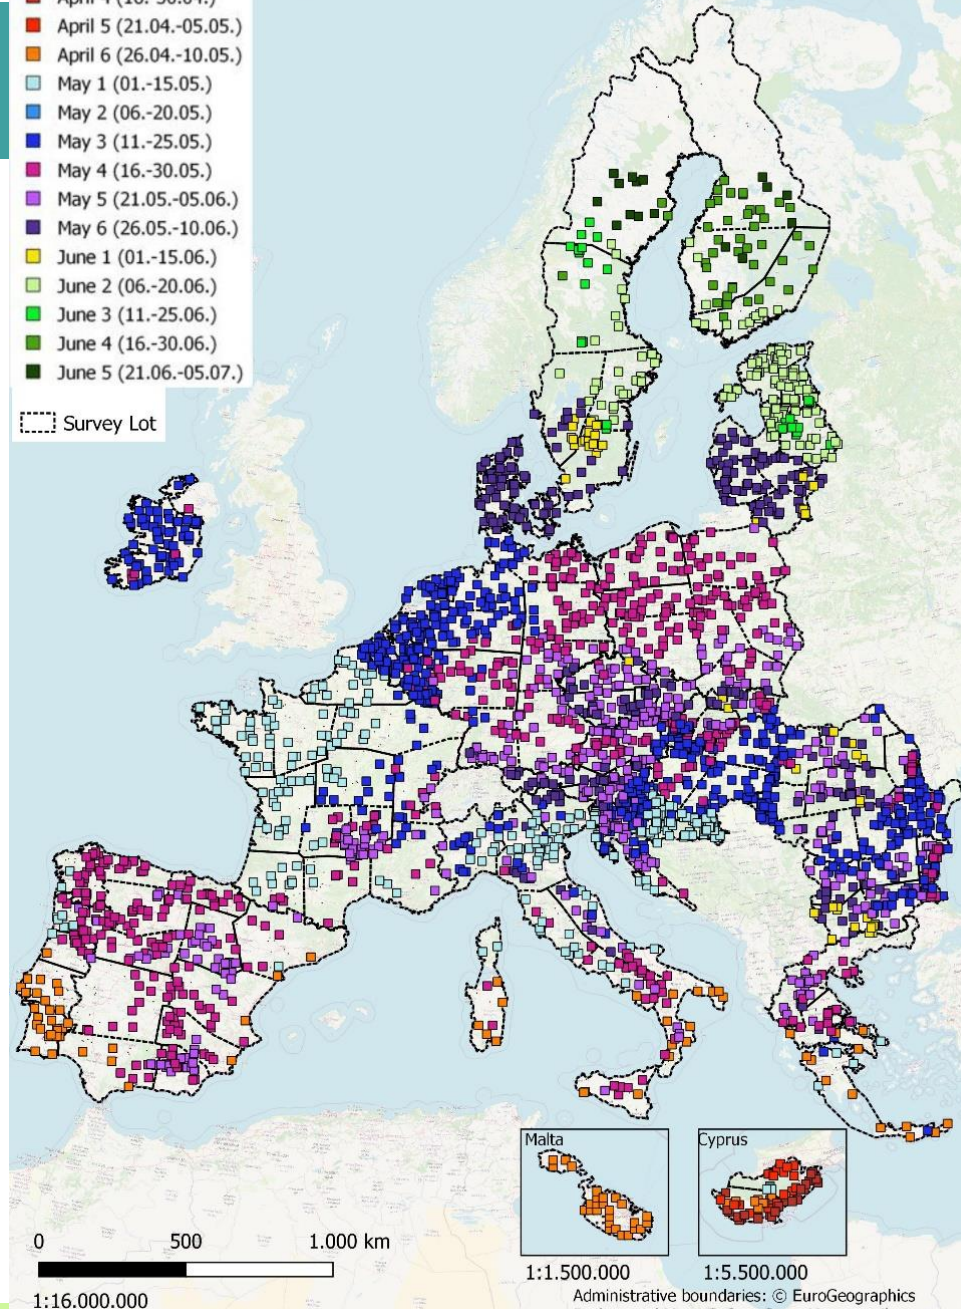 April 5 (21.04.-05.05.)
April 6 (26.04.-10.05.)
May 1 (01.-15.05.)
May 2 (06.-20.05.)
May 3 (11.-25.05.)
May 4 (16.-30.05.)
May 5 (21.05.-05.06.)
May 6 (26.05.-10.06.)
June 1 (01.-15.06.)
June 2 (06.-20.06.)
June 3 (11.-25.06.)
June 4 (16.-30.06.)
June 5 (21.06.-05.07.)
Survey Lot
Malta
Cyprus
0 500 1.000 km
1:16.000.000
1:1.500.000
1:5.500.000
Administrative boundaries: © EuroGeographics